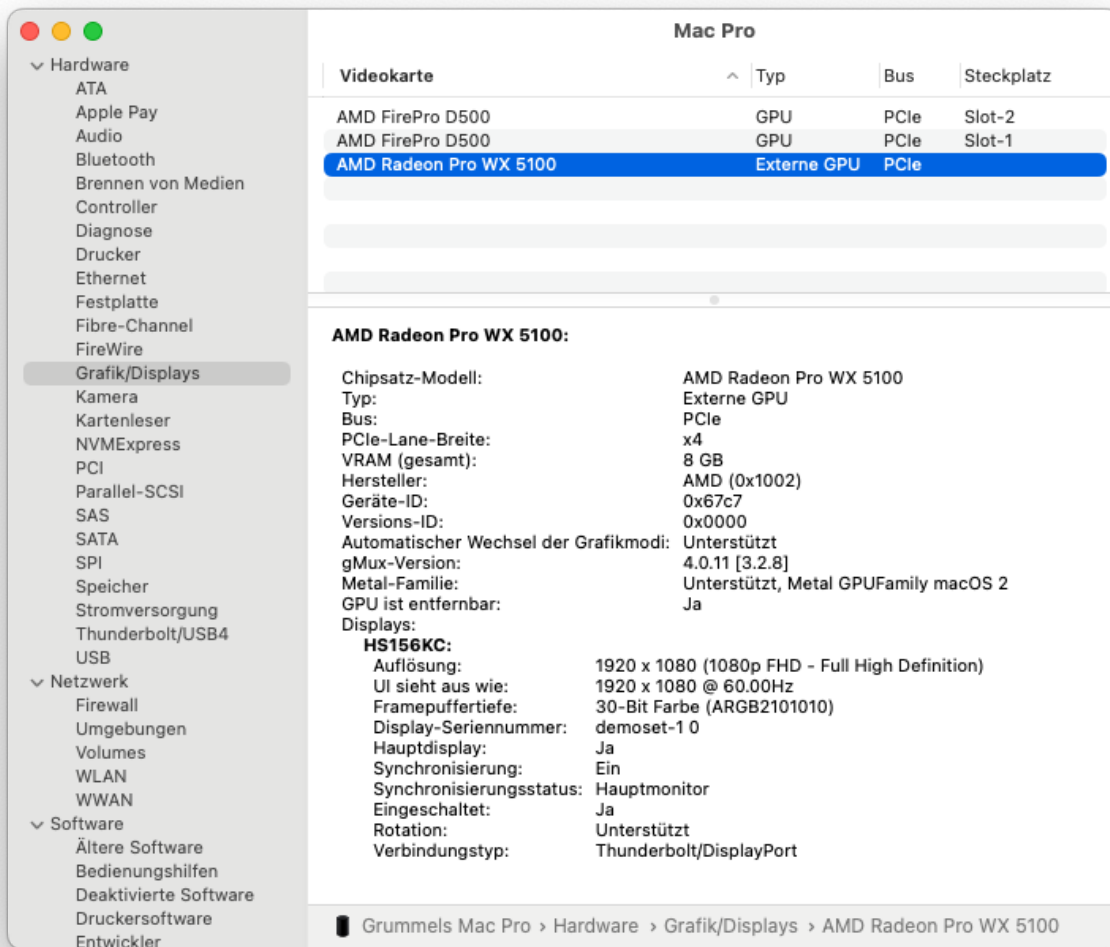 Mac Pro
Hardware
ATA
Apple Pay
Audio
Bluetooth
Brennen von Medien
Controller
Diagnose
Drucker
Ethernet
Festplatte
Fibre-Channel
FireWire
Grafik/Displays
Kamera
Kartenleser
NVMExpress
PCI
Parallel-SCSI
SAS
SATA
SPI
Speicher
Stromversorgung
Thunderbolt/USB4
USB
Netzwerk
Firewall
Umgebungen
Volumes
WLAN
WWAN
Software
Ältere Software
Bedienungshilfen
Deaktivierte Software
Druckersoftware
Entwickler
Videokarte Typ Bus Steckplatz
AMD FirePro D500 GPU PCIe Slot-2
AMD FirePro D500 GPU PCIe Slot-1
AMD Radeon Pro WX 5100 Externe GPU PCIe
AMD Radeon Pro WX 5100:
Chipsatz-Modell: AMD Radeon Pro WX 5100
Typ: Externe GPU
Bus: PCIe
PCIe-Lane-Breite: x4
VRAM (gesamt): 8 GB
Hersteller: AMD (0x1002)
Geräte-ID: 0x67c7
Versions-ID: 0x0000
Automatischer Wechsel der Grafikmodi: Unterstützt
gMux-Version: 4.0.11 [3.2.8]
Metal-Familie: Unterstützt, Metal GPUFamily macOS 2
GPU ist entfernbar: Ja
Displays:
HS156KC:
Auflösung: 1920 x 1080 (1080p FHD - Full High Definition)
UI sieht aus wie: 1920 x 1080 @ 60.00Hz
Framepuffertiefe: 30-Bit Farbe (ARGB2101010)
Display-Seriennummer: demoset-1 0
Hauptdisplay: Ja
Synchronisierung: Ein
Synchronisierungsstatus: Hauptmonitor
Eingeschaltet: Ja
Rotation: Unterstützt
Verbindungstyp: Thunderbolt/DisplayPort
Grummels Mac Pro › Hardware › Grafik/Displays › AMD Radeon Pro WX 5100